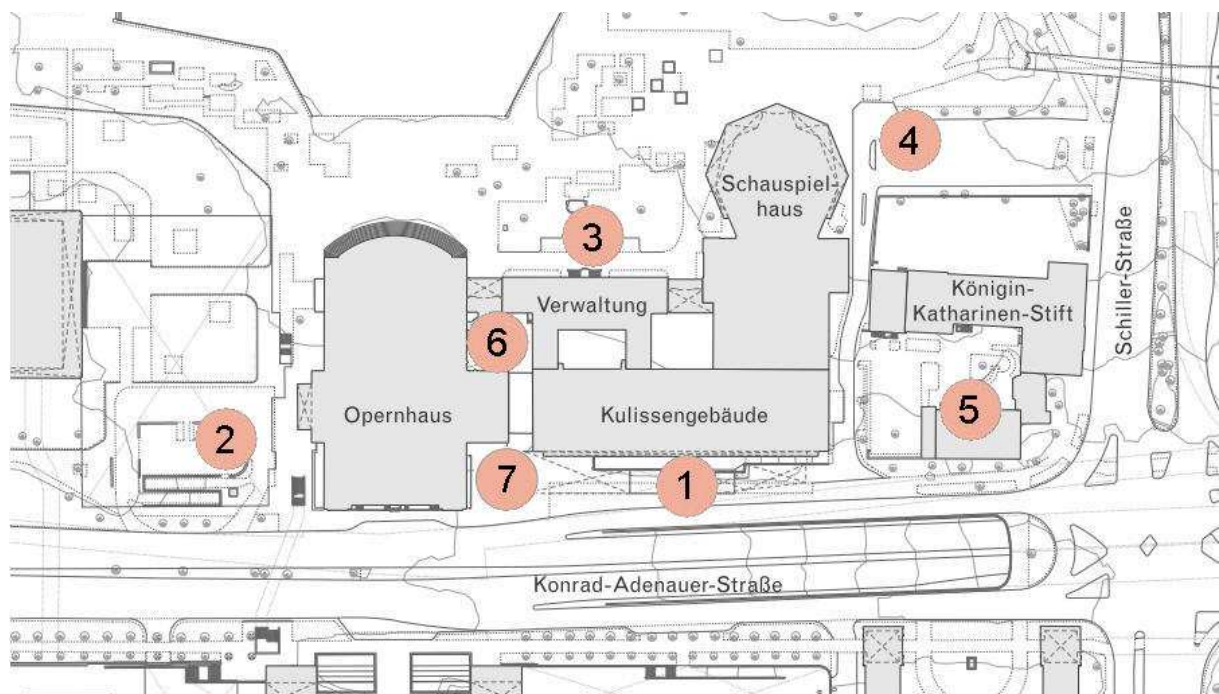 4
Schauspiel-
haus
3
Verwaltung
Königin-
Katharinen-Stift
Schiller-Straße
6
Opernhaus
Kulissengebäude
5
2
7
1
Konrad-Adenauer-Straße